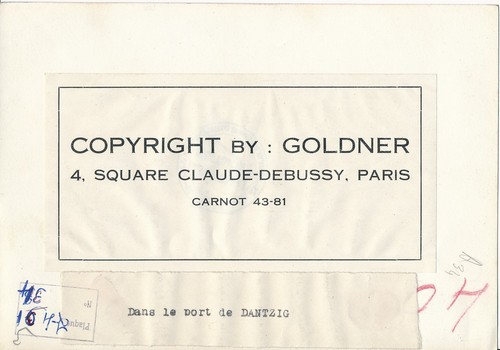 COPYRIGHT BY : GOLDNER
4, SQUARE CLAUDE-DEBUSSY, PARIS
CARNOT 43-81
Dans le port de DANTZIG